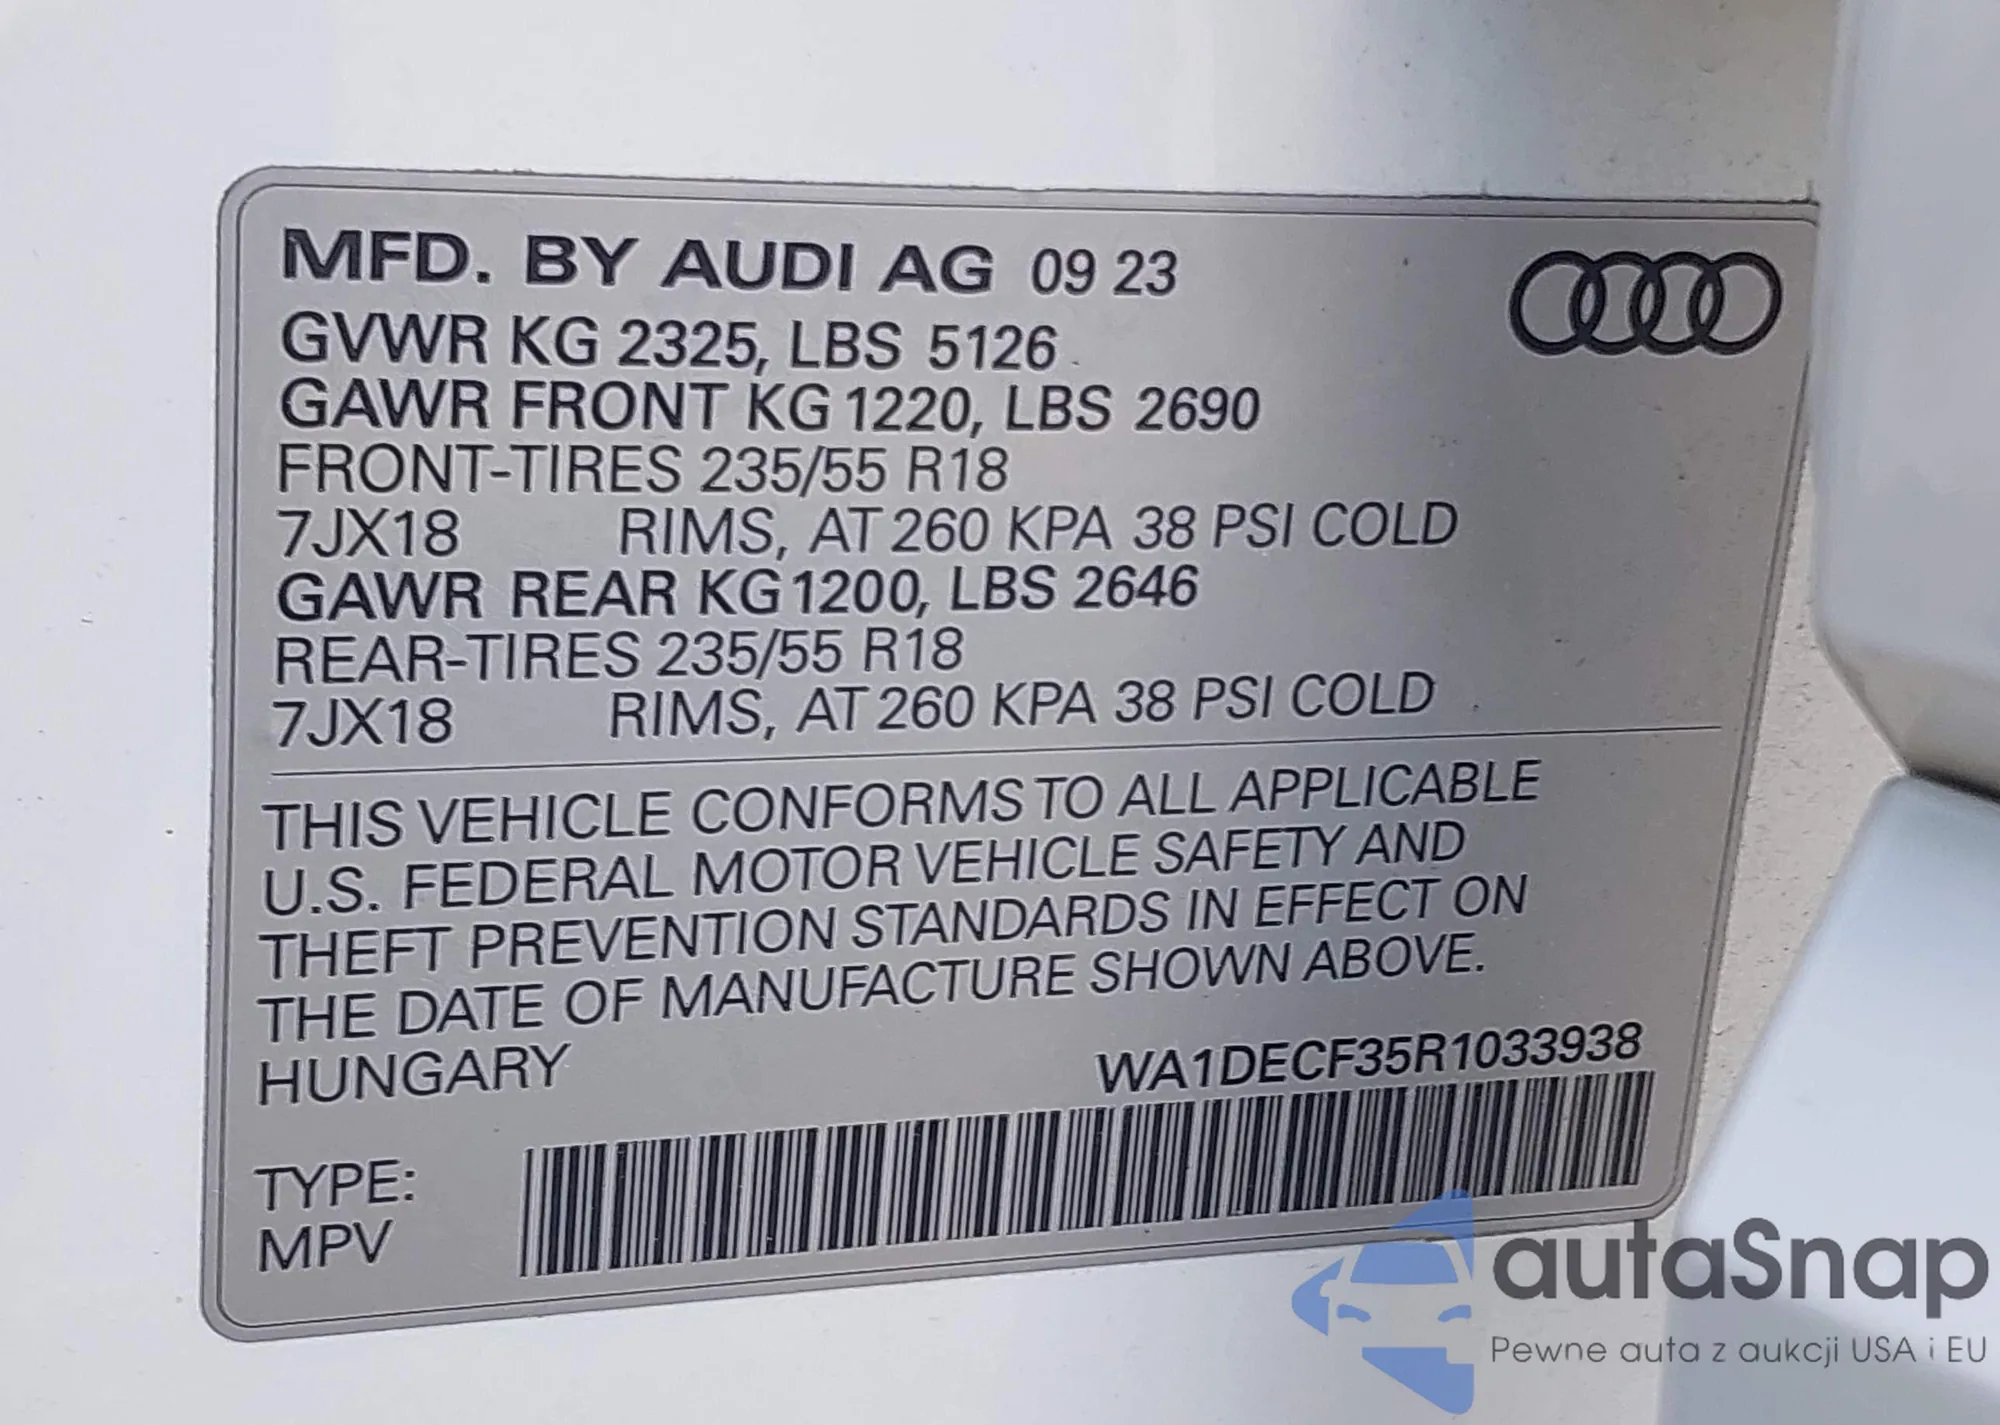 MFD. BY AUDI AG 09 23
GVWR KG 2325, LBS 5126
GAWR FRONT KG 1220, LBS 2690
FRONT-TIRES 235/55 R18
7JX18 RIMS, AT 260 KPA 38 PSI COLD
GAWR REAR KG 1200, LBS 2646
REAR-TIRES 235/55 R18
7JX18 RIMS, AT 260 KPA 38 PSI COLD
THIS VEHICLE CONFORMS TO ALL APPLICABLE
U.S. FEDERAL MOTOR VEHICLE SAFETY AND
THEFT PREVENTION STANDARDS IN EFFECT ON
THE DATE OF MANUFACTURE SHOWN ABOVE.
HUNGARY WA1DECF35R1033938
TYPE:
MPV
autaSnap
Pewne auta z aukcji USA i EU